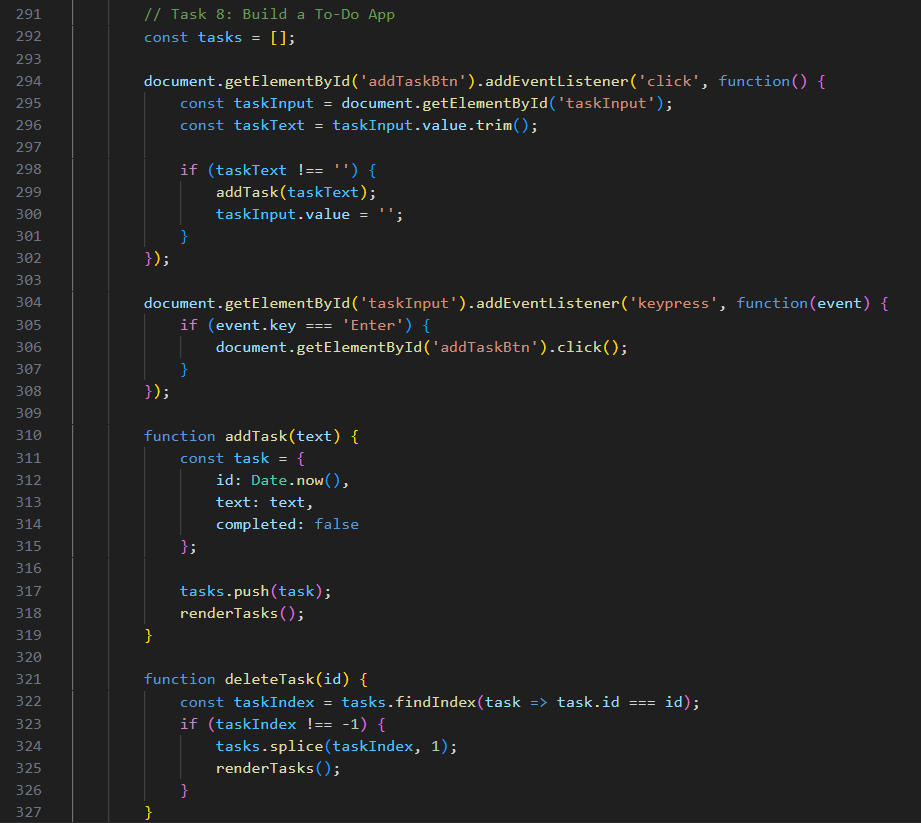 291 // Task 8: Build a To-Do App
292 const tasks = [];
293
294 document.getElementById('addTaskBtn').addEventListener('click', function() {
295     const taskInput = document.getElementById('taskInput');
296     const taskText = taskInput.value.trim();
297
298     if (taskText !== '') {
299         addTask(taskText);
300         taskInput.value = '';
301     }
302 });
303
304 document.getElementById('taskInput').addEventListener('keypress', function(event) {
305     if (event.key === 'Enter') {
306         document.getElementById('addTaskBtn').click();
307     }
308 });
309
310 function addTask(text) {
311     const task = {
312         id: Date.now(),
313         text: text,
314         completed: false
315     };
316
317     tasks.push(task);
318     renderTasks();
319 }
320
321 function deleteTask(id) {
322     const taskIndex = tasks.findIndex(task => task.id === id);
323     if (taskIndex !== -1) {
324         tasks.splice(taskIndex, 1);
325         renderTasks();
326     }
327 }